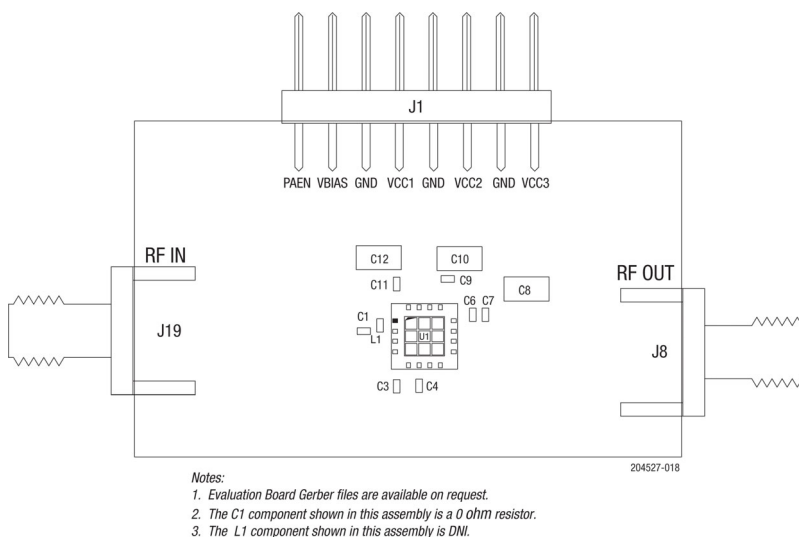 J1
PAEN VBIAS GND VCC1 GND VCC2 GND VCC3
RF IN
C12
C10
C11
C9
C8
RF OUT
C6 C7
C1
L1
U1
J19
J8
C3
C4
204527-018
Notes:
1. Evaluation Board Gerber files are available on request.
2. The C1 component shown in this assembly is a 0 ohm resistor.
3. The L1 component shown in this assembly is DNI.